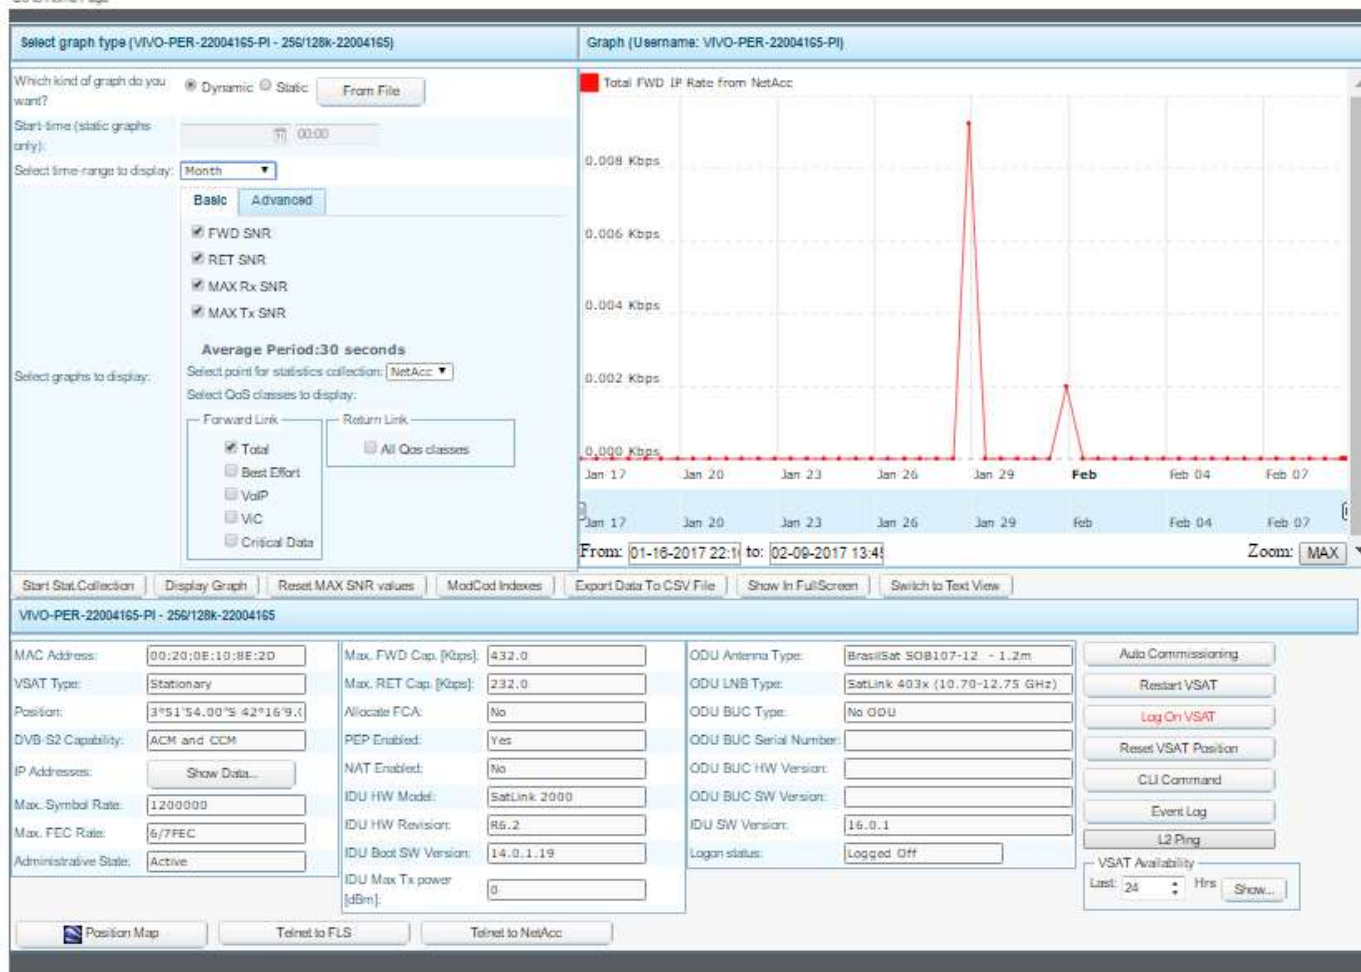 Go to Home Page
Select graph type (VIVO-PER-22004165-PI - 256/128k-22004165)
Graph (Username: VIVO-PER-22004165-PI)
Which kind of graph do you want?
Dynamic Static From File
Start-time (static graphs only):
00:00
Select time-range to display: Month
Basic Advanced
FWD SNR
RET SNR
MAX Rx SNR
MAX Tx SNR
Average Period:30 seconds
Select point for statistics collection: NetAcc
Select QoS classes to display:
Select graphs to display:
Forward Link
Total
Best Effort
VoIP
ViC
Critical Data
Return Link
All Qos classes
Total FWD IP Rate from NetAcc
0.008 Kbps
0.006 Kbps
0.004 Kbps
0.002 Kbps
0.000 Kbps
Jan 17 Jan 20 Jan 23 Jan 26 Jan 29 Feb Feb 04 Feb 07
Jan 17 Jan 20 Jan 23 Jan 26 Jan 29 Feb Feb 04 Feb 07
From: 01-16-2017 22:1 to: 02-09-2017 13:4 Zoom: MAX
Start Stat.Collection Display Graph Reset MAX SNR values ModCod Indexes Export Data To CSV File Show In FullScreen Switch to Text View
VIVO-PER-22004165-PI - 256/128k-22004165
MAC Address: 00:20:0E:10:8E:2D
VSAT Type: Stationary
Position: 3°51'54.00"S 42°16'9.
DVB-S2 Capability: ACM and CCM
IP Addresses: Show Data...
Max. Symbol Rate: 1200000
Max. FEC Rate: 6/7FEC
Administrative State: Active
Max. FWD Cap. [Kbps]: 432.0
Max. RET Cap. [Kbps]: 232.0
Allocate FCA: No
PEP Enabled: Yes
NAT Enabled: No
IDU HW Model: SatLink 2000
IDU HW Revision: R6.2
IDU Boot SW Version: 14.0.1.19
IDU Max Tx power [dBm]: 0
ODU Antenna Type: BrasilSat SOB107-12 - 1.2m
ODU LNB Type: SatLink 403x (10.70-12.75 GHz)
ODU BUC Type: No ODU
ODU BUC Serial Number:
ODU BUC HW Version:
ODU BUC SW Version:
IDU SW Version: 16.0.1
Logon status: Logged Off
Auto Commissioning
Restart VSAT
Log On VSAT
Reset VSAT Position
CLI Command
Event Log
L2 Ping
VSAT Availability
Last: 24 Hrs Show...
Position Map Telnet to FLS Telnet to NetAcc